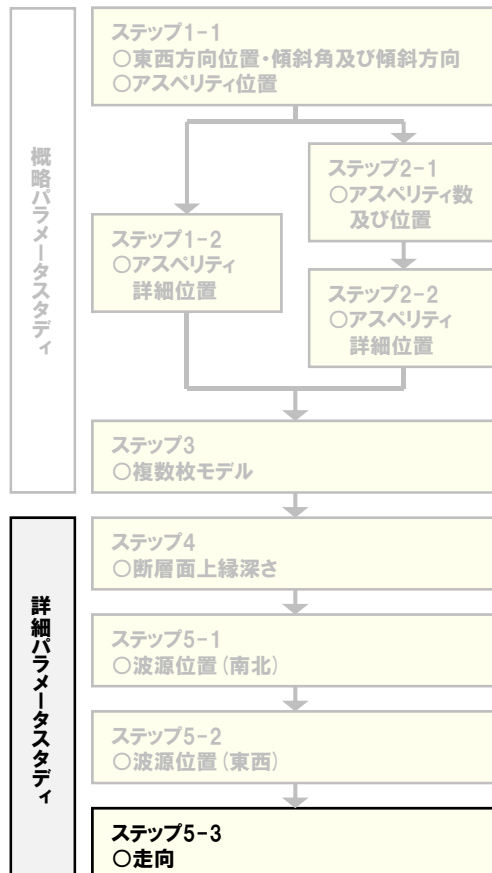 概略パラメータスタディ
ステップ1-1
○東西方向位置・傾斜角及び傾斜方向
○アスペリティ位置
ステップ1-2
○アスペリティ
詳細位置
ステップ2-1
○アスペリティ数
及び位置
ステップ2-2
○アスペリティ
詳細位置
ステップ3
○複数枚モデル
詳細パラメータスタディ
ステップ4
○断層面上縁深さ
ステップ5-1
○波源位置(南北)
ステップ5-2
○波源位置(東西)
ステップ5-3
○走向